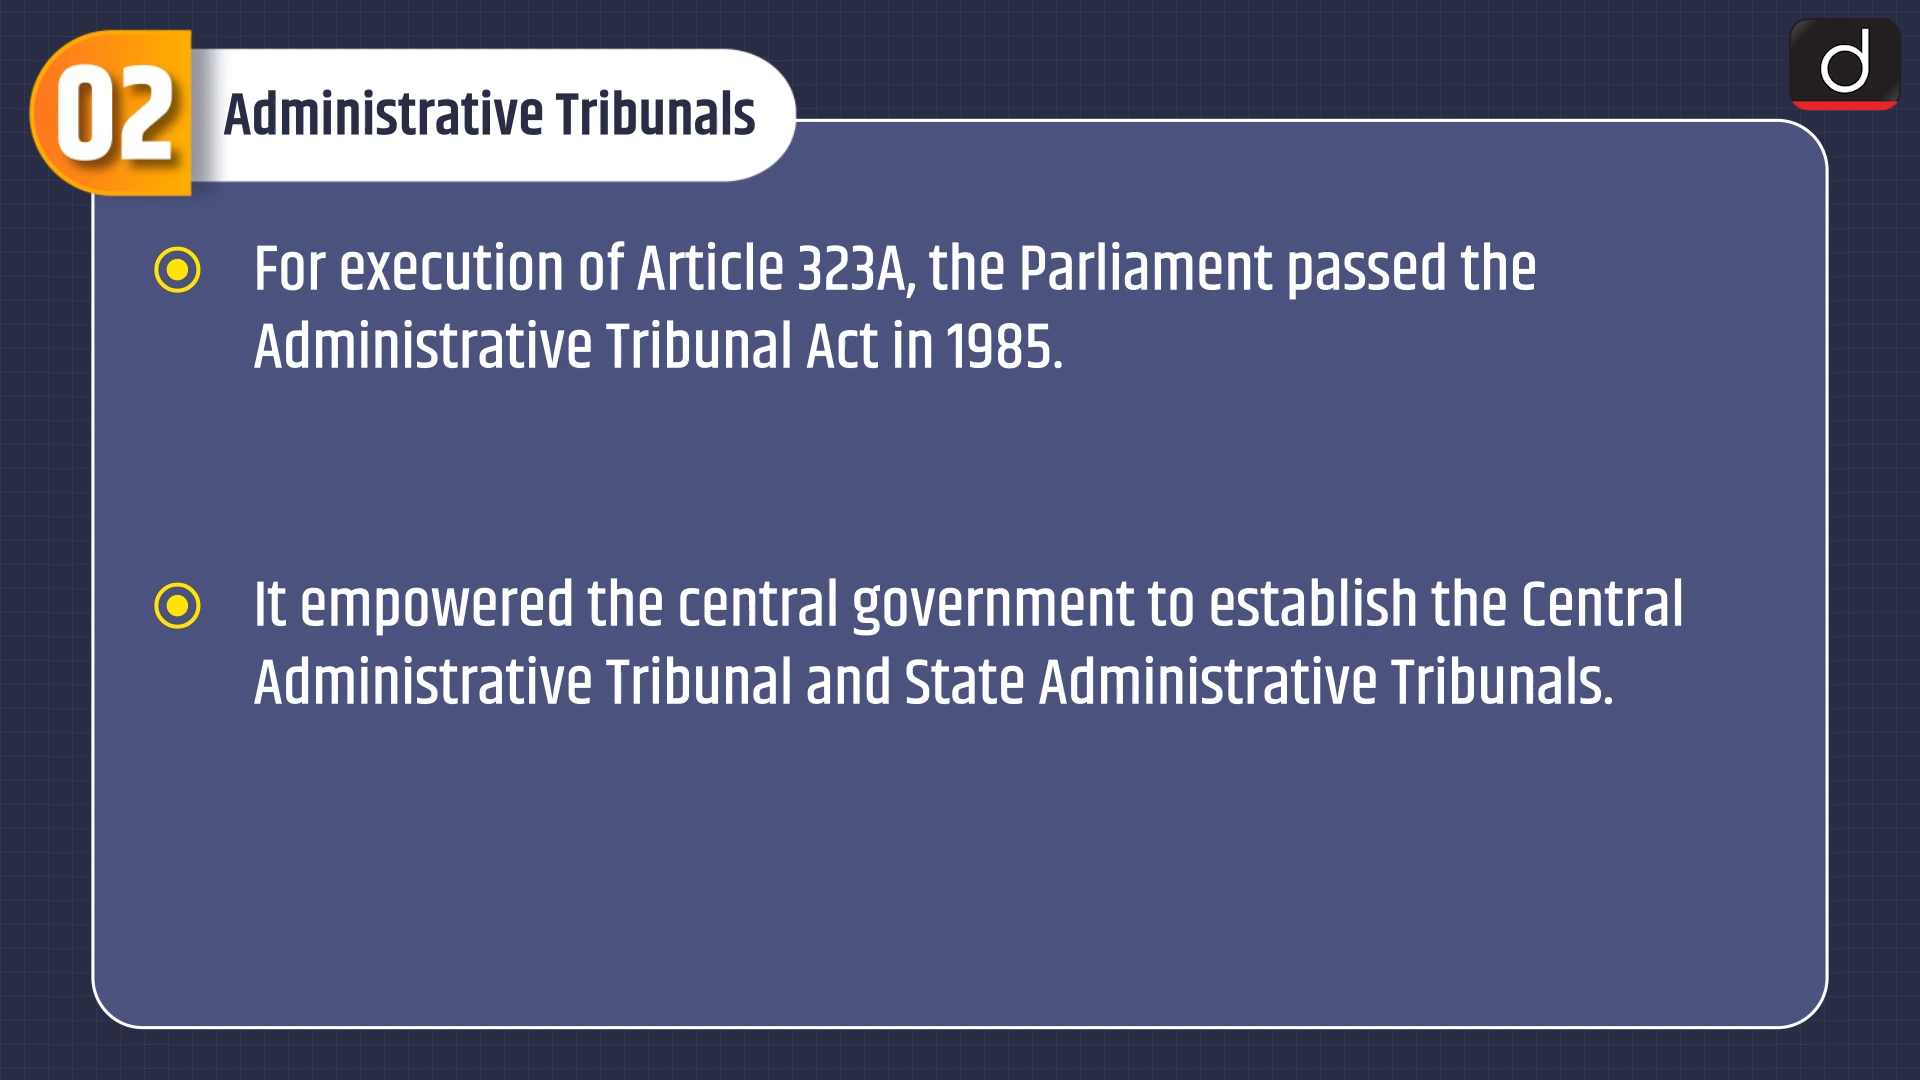 02
Administrative Tribunals
d
For execution of Article 323A, the Parliament passed the
Administrative Tribunal Act in 1985.
It empowered the central government to establish the Central
Administrative Tribunal and State Administrative Tribunals.